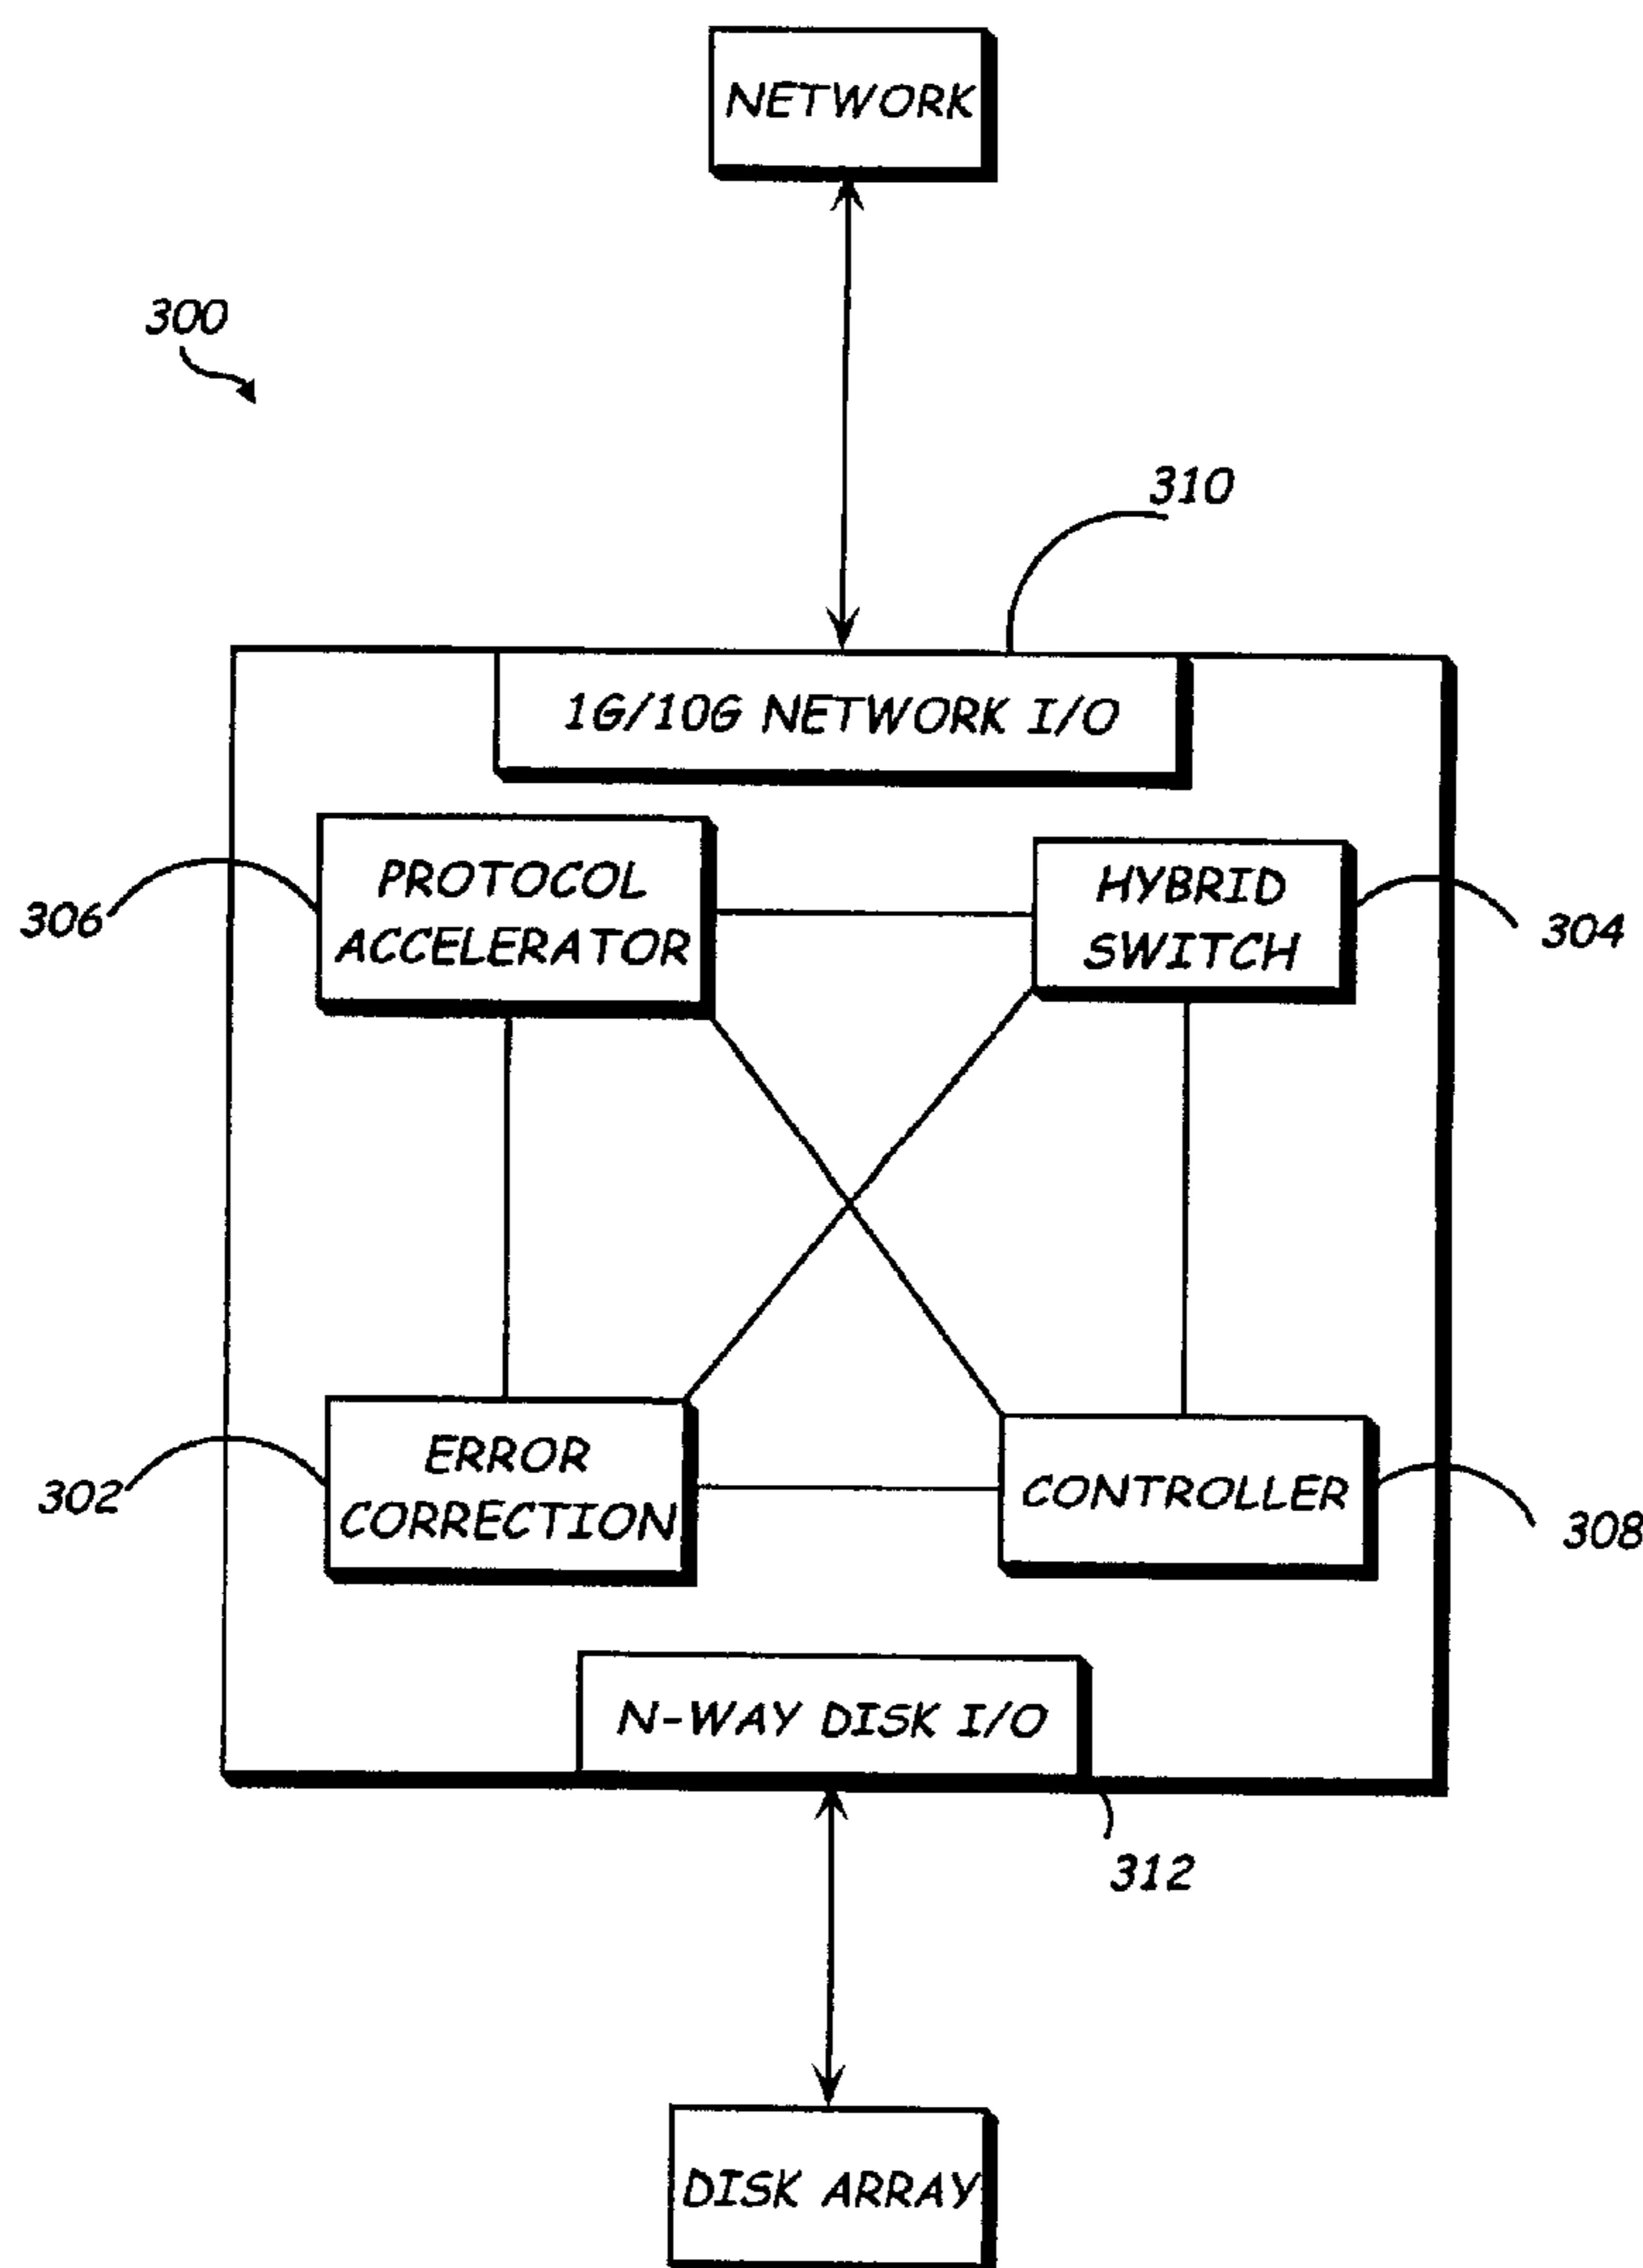 NETWORK
300
310
1G/10G NETWORK I/O
PROTOCOL
ACCELERATOR
HYBRID
SWITCH
306
304
ERROR
CORRECTION
CONTROLLER
302
308
N-WAY DISK I/O
312
DISK ARRAY